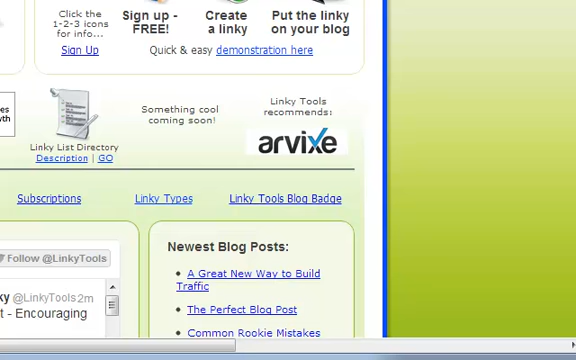 Click the
1-2-3 icons
for info...
Sign Up
Sign up -
FREE!
Create
a linky
Put the linky
on your blog
Quick & easy demonstration here
es
th
Linky List Directory
Description | GO
Something cool
coming soon!
Linky Tools
recommends:
arvixe
Subscriptions
Linky Types
Linky Tools Blog Badge
Follow @LinkyTools
ky @LinkyTools 2m
t - Encouraging
Newest Blog Posts:
A Great New Way to Build
Traffic
The Perfect Blog Post
Common Rookie Mistakes